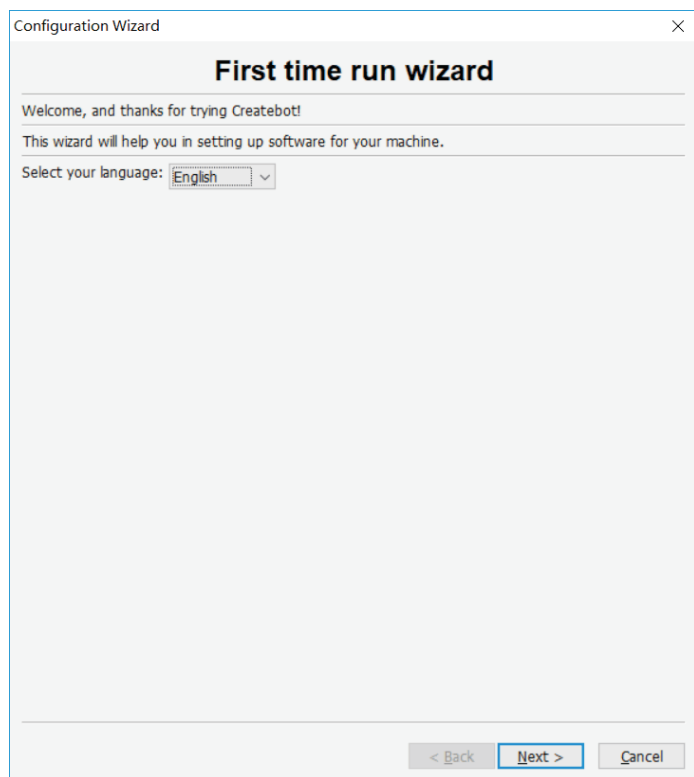 Configuration Wizard
First time run wizard
Welcome, and thanks for trying Createbot!
This wizard will help you in setting up software for your machine.
Select your language: English
< Back Next > Cancel